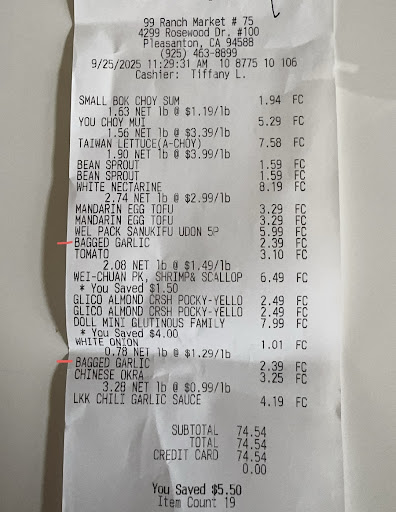 99 Ranch Market # 75
4299 Rosewood Dr. #100
Pleasanton, CA 94588
(925) 463-8899
9/25/2025 11:29:31 AM 10 8775 10 106
Cashier: Tiffany L.
SMALL BOK CHOY SUM 1.94 FC
1.63 NET lb @ $1.19/lb
YOU CHOY MUI 5.29 FC
1.56 NET lb @ $3.39/lb
TAIWAN LETTUCE(A-CHOY) 7.58 FC
1.90 NET lb @ $3.99/lb
BEAN SPROUT 1.59 FC
BEAN SPROUT 1.59 FC
WHITE NECTARINE 8.19 FC
2.74 NET lb @ $2.99/lb
MANDARIN EGG TOFU 3.29 FC
MANDARIN EGG TOFU 3.29 FC
WEL PACK SANUKIFU UDON 5P 5.99 FC
BAGGED GARLIC 2.39 FC
TOMATO 3.10 FC
2.08 NET lb @ $1.49/lb
WEI-CHUAN PK, SHRIMP& SCALLOP 6.49 FC
* You Saved $1.50
GLICO ALMOND CRSH POCKY-YELLO 2.49 FC
GLICO ALMOND CRSH POCKY-YELLO 2.49 FC
DOLL MINI GLUTINOUS FAMILY 7.99 FC
* You Saved $4.00
WHITE ONION 1.01 FC
0.78 NET lb @ $1.29/lb
BAGGED GARLIC 2.39 FC
CHINESE OKRA 3.25 FC
3.28 NET lb @ $0.99/lb
LKK CHILI GARLIC SAUCE 4.19 FC
SUBTOTAL 74.54
TOTAL 74.54
CREDIT CARD 74.54
0.00
You Saved $5.50
Item Count 19